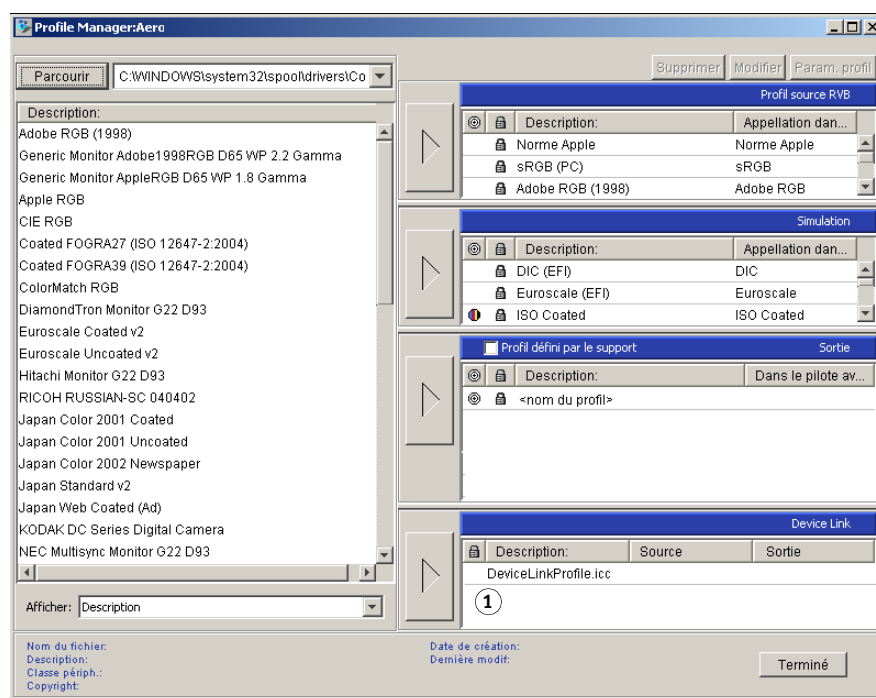 Profile Manager:Aero
Parcourir
C:\WINDOWS\system32\spool\drivers\Co
Description:
Adobe RGB (1998)
Generic Monitor Adobe1998RGB D65 WP 2.2 Gamma
Generic Monitor AppleRGB D65 WP 1.8 Gamma
Apple RGB
CIE RGB
Coated FOGRA27 (ISO 12647-2:2004)
Coated FOGRA39 (ISO 12647-2:2004)
ColorMatch RGB
DiamondTron Monitor G22 D93
Euroscale Coated v2
Euroscale Uncoated v2
Hitachi Monitor G22 D93
RICOH RUSSIAN-SC 040402
Japan Color 2001 Coated
Japan Color 2001 Uncoated
Japan Color 2002 Newspaper
Japan Standard v2
Japan Web Coated (Ad)
KODAK DC Series Digital Camera
NEC Multisync Monitor G22 D93
Afficher: Description
Supprimer Modifier Param. profil
Profil source RVB
Description: Appellation dan...
Norme Apple Norme Apple
sRGB (PC) sRGB
Adobe RGB (1998) Adobe RGB
Simulation
Description: Appellation dan...
DIC (EFI) DIC
Euroscale (EFI) Euroscale
ISO Coated ISO Coated
Profil défini par le support Sortie
Description: Dans le pilote av...
<nom du profil>
Device Link
Description: Source Sortie
DeviceLinkProfile.icc
1
Nom du fichier:
Description:
Classe périph.:
Copyright:
Date de création:
Dernière modif:
Terminé